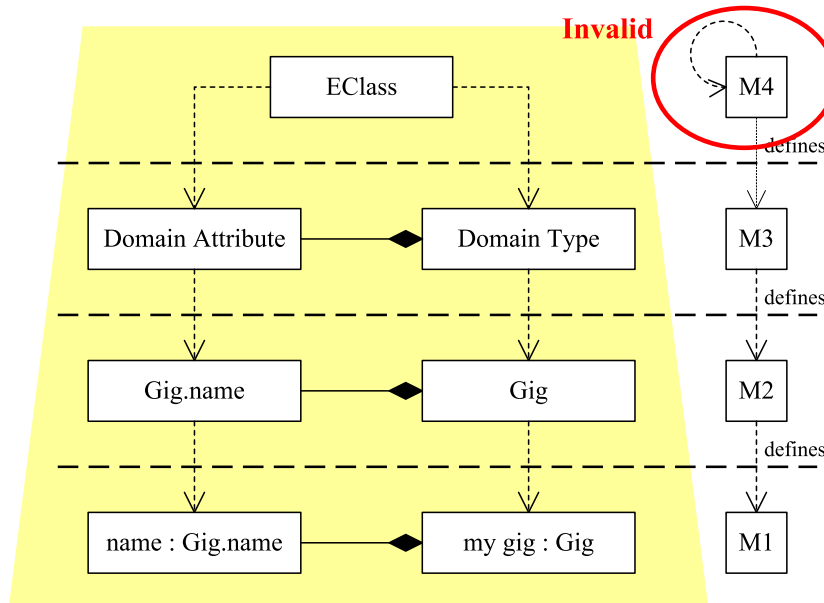 Invalid
EClass
M4
defines
Domain Attribute
Domain Type
M3
defines
Gig.name
Gig
M2
defines
name : Gig.name
my gig : Gig
M1